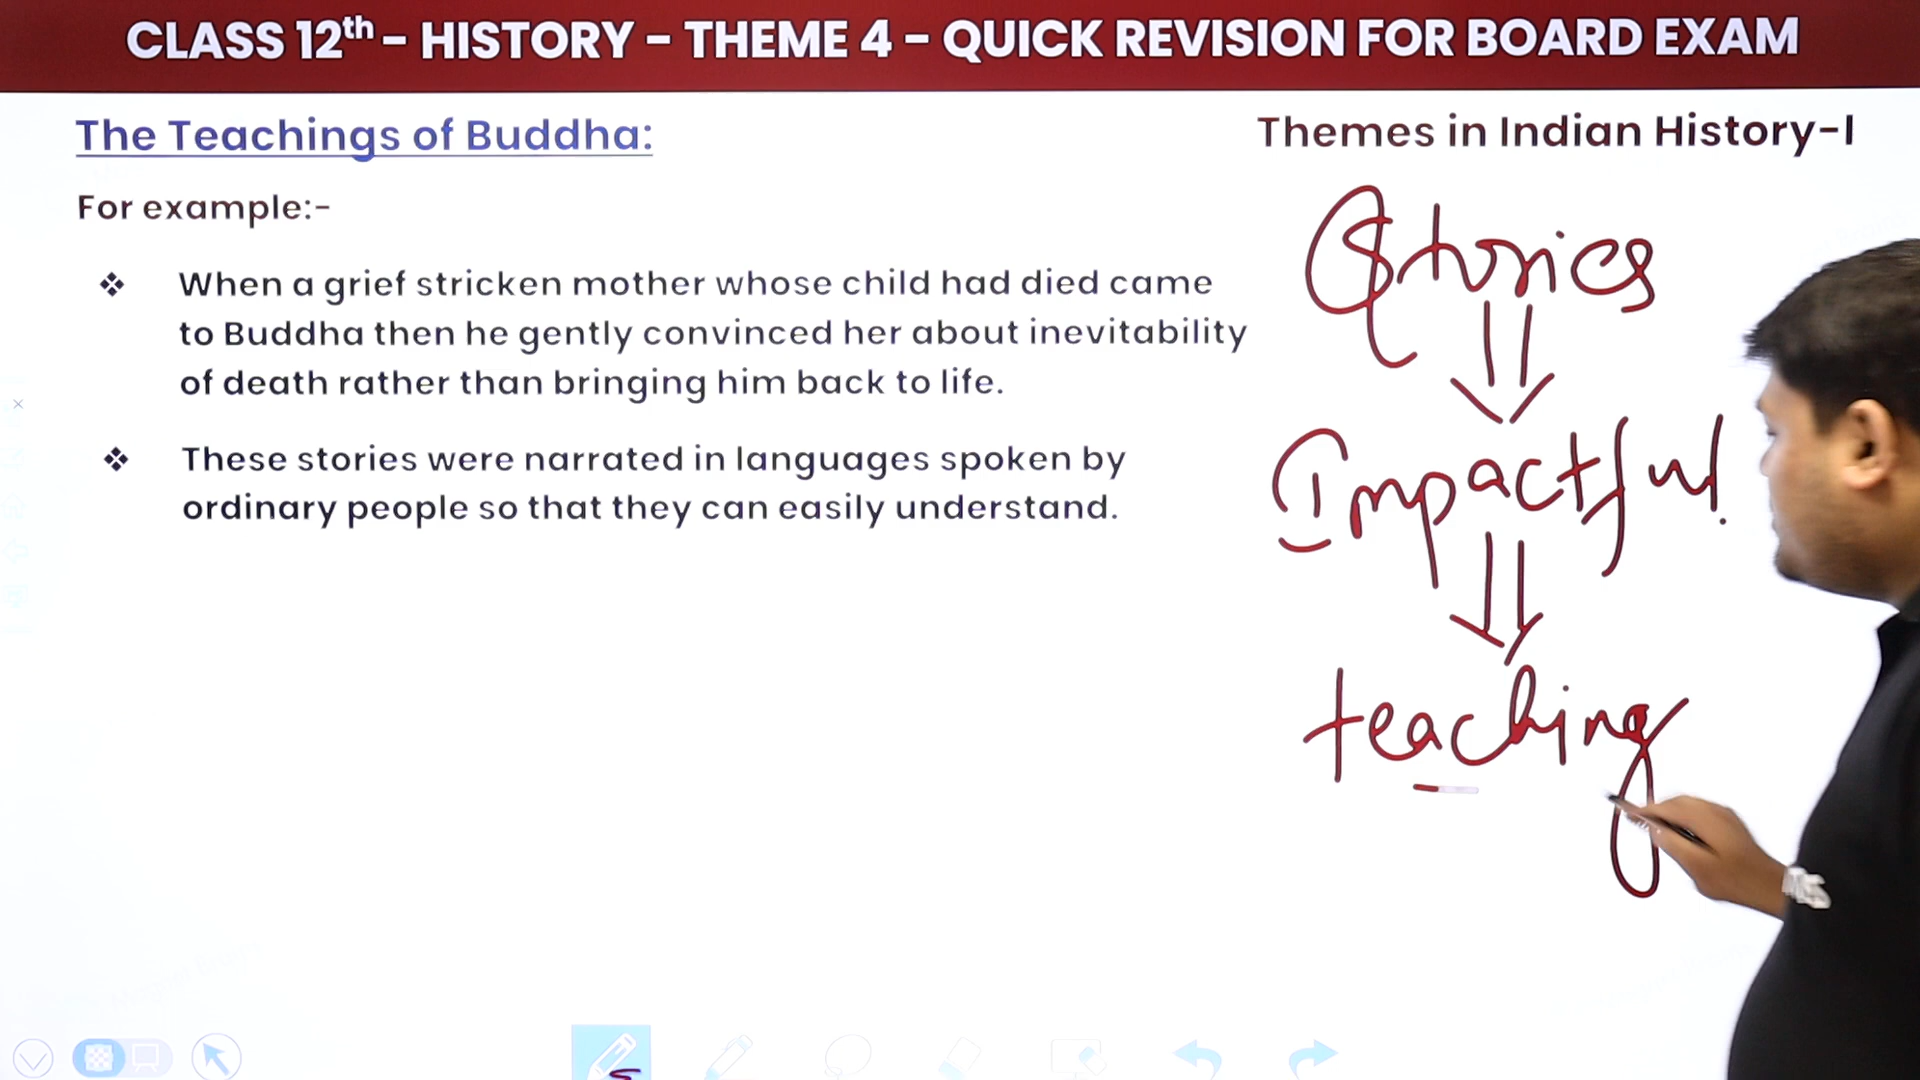 CLASS 12th – HISTORY – THEME 4 – QUICK REVISION FOR BOARD EXAM
The Teachings of Buddha:
Themes in Indian History-I
For example:-
❖ When a grief stricken mother whose child had died came
to Buddha then he gently convinced her about inevitability
of death rather than bringing him back to life.
❖ These stories were narrated in languages spoken by
ordinary people so that they can easily understand.
Stories
Impactful
teaching
MS